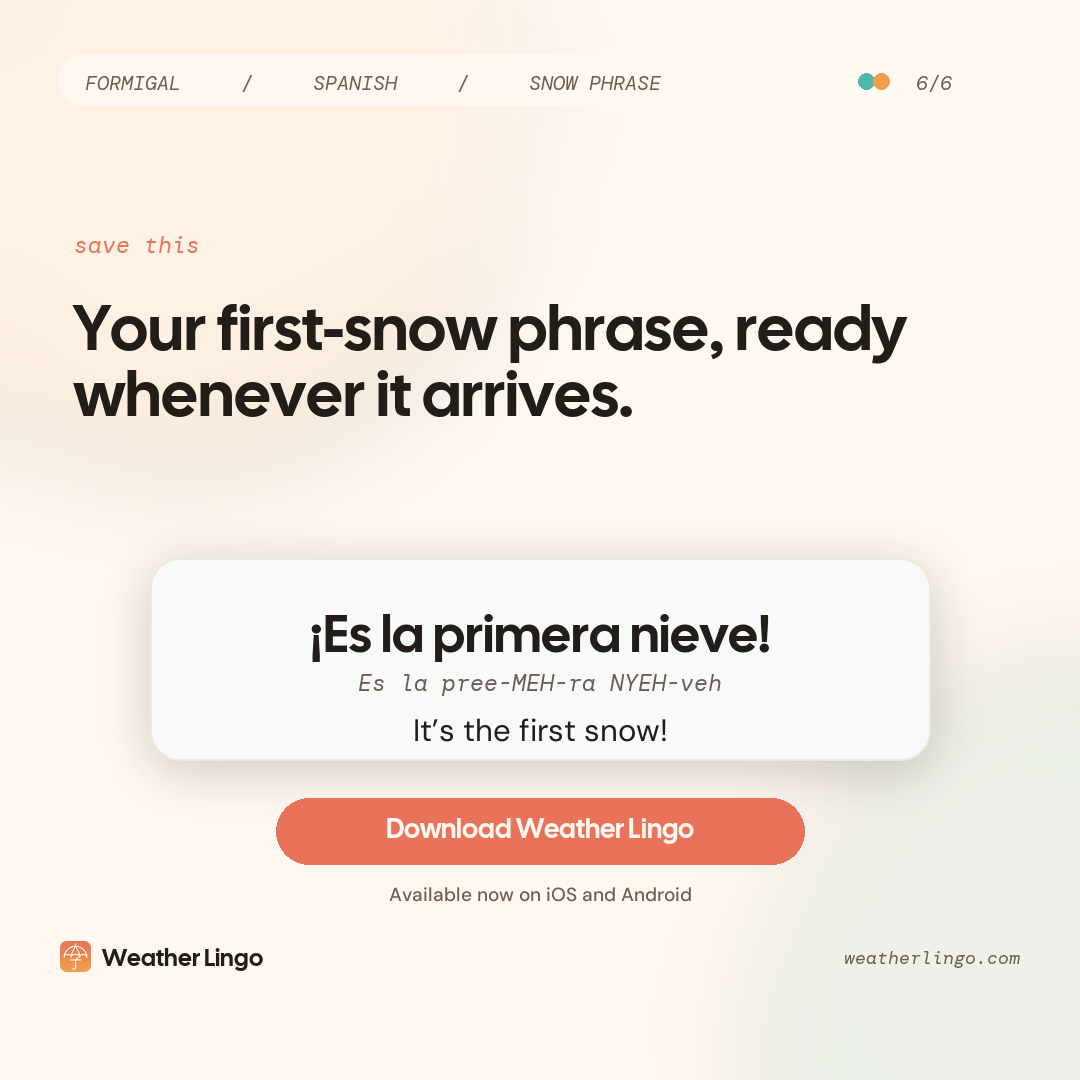 FORMIGAL / SPANISH / SNOW PHRASE 6/6
save this
Your first-snow phrase, ready
whenever it arrives.
¡Es la primera nieve!
Es la pree-MEH-ra NYEH-veh
It’s the first snow!
Download Weather Lingo
Available now on iOS and Android
Weather Lingo weatherlingo.com